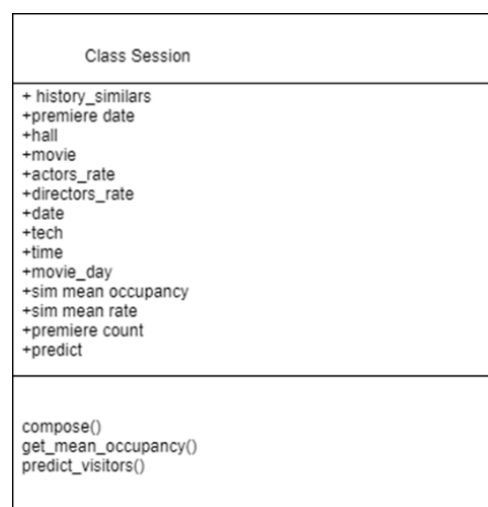 Class Session
+ history_similars
+premiere date
+hall
+movie
+actors_rate
+directors_rate
+date
+tech
+time
+movie_day
+sim mean occupancy
+sim mean rate
+premiere count
+predict
compose()
get_mean_occupancy()
predict_visitors()